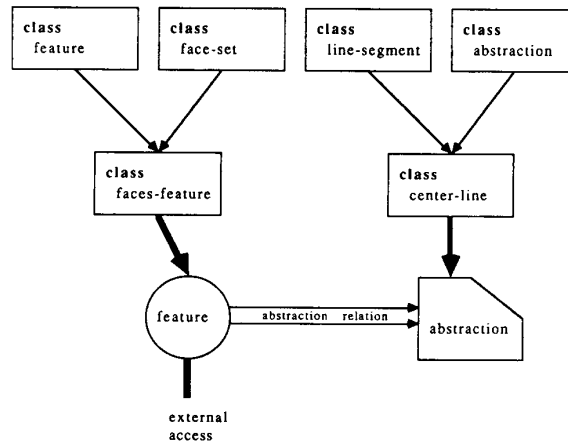 class
feature
class
face-set
class
line-segment
class
abstraction
class
faces-feature
class
center-line
feature
abstraction relation
abstraction
external
access